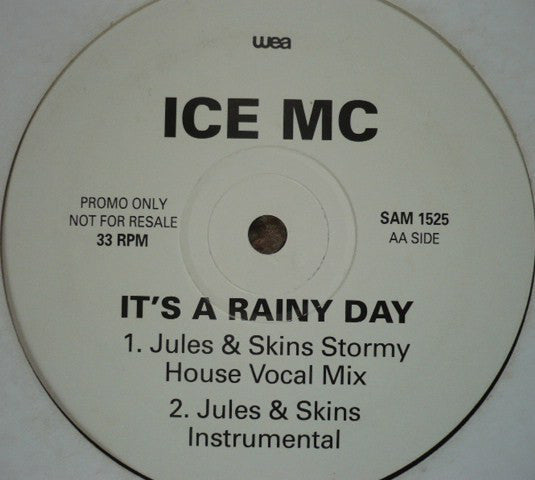 wea
ICE MC
PROMO ONLY
NOT FOR RESALE
33 RPM
SAM 1525
AA SIDE
IT'S A RAINY DAY
1. Jules & Skins Stormy
House Vocal Mix
2. Jules & Skins
Instrumental